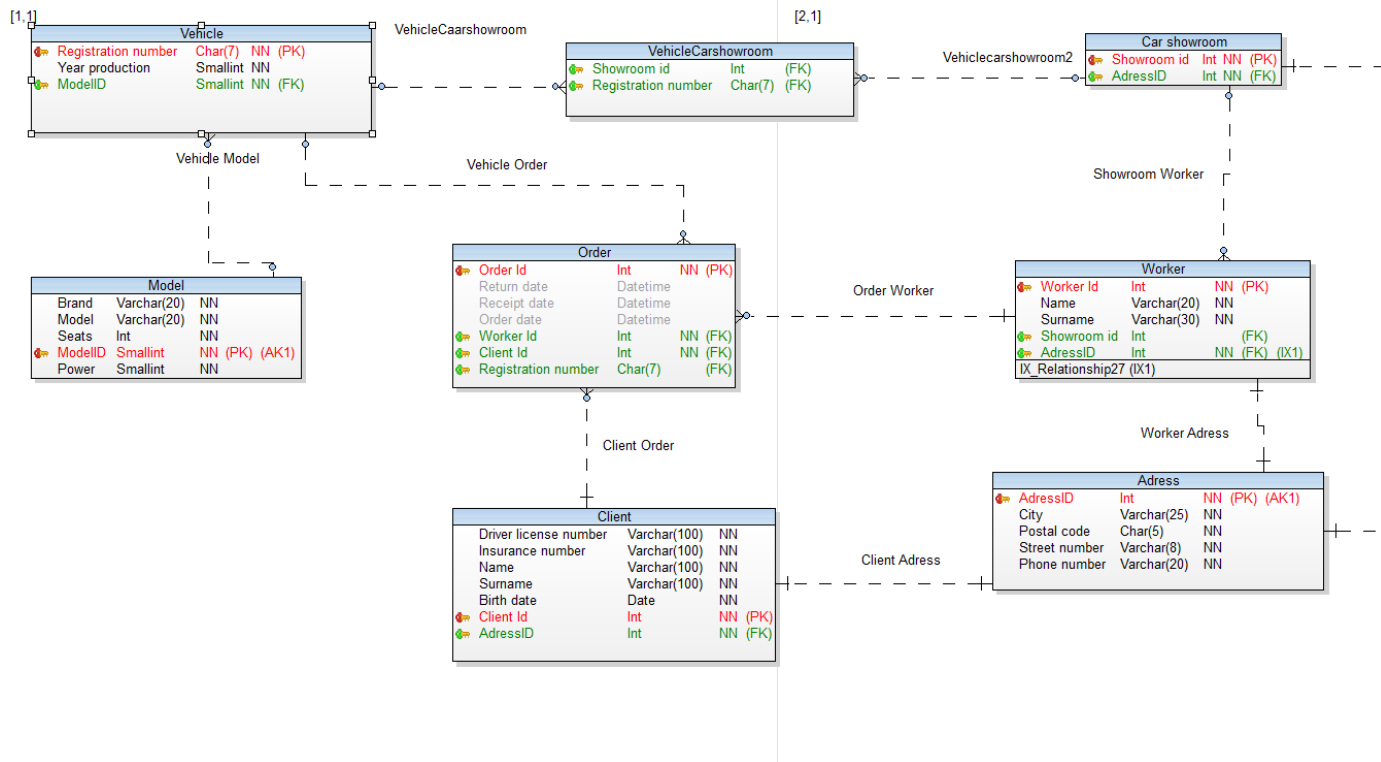 [1,1]
Vehicle
Registration number Char(7) NN (PK)
Year production Smallint NN
ModelID Smallint NN (FK)
VehicleCaarshowroom
VehicleCarshowroom
Showroom id Int (FK)
Registration number Char(7) (FK)
[2,1]
Vehiclecarshowroom2
Car showroom
Showroom id Int NN (PK)
AdressID Int NN (FK)
Vehicle Model
Vehicle Order
Showroom Worker
Model
Brand Varchar(20) NN
Model Varchar(20) NN
Seats Int NN
ModelID Smallint NN (PK) (AK1)
Power Smallint NN
Order
Order Id Int NN (PK)
Return date Datetime
Receipt date Datetime
Order date Datetime
Worker Id Int NN (FK)
Client Id Int NN (FK)
Registration number Char(7) (FK)
Order Worker
Worker
Worker Id Int NN (PK)
Name Varchar(20) NN
Surname Varchar(30) NN
Showroom id Int (FK)
AdressID Int NN (FK) (IX1)
IX_Relationship27 (IX1)
Client Order
Worker Adress
Client
Driver license number Varchar(100) NN
Insurance number Varchar(100) NN
Name Varchar(100) NN
Surname Varchar(100) NN
Birth date Date NN
Client Id Int NN (PK)
AdressID Int NN (FK)
Client Adress
Adress
AdressID Int NN (PK) (AK1)
City Varchar(25) NN
Postal code Char(5) NN
Street number Varchar(8) NN
Phone number Varchar(20) NN